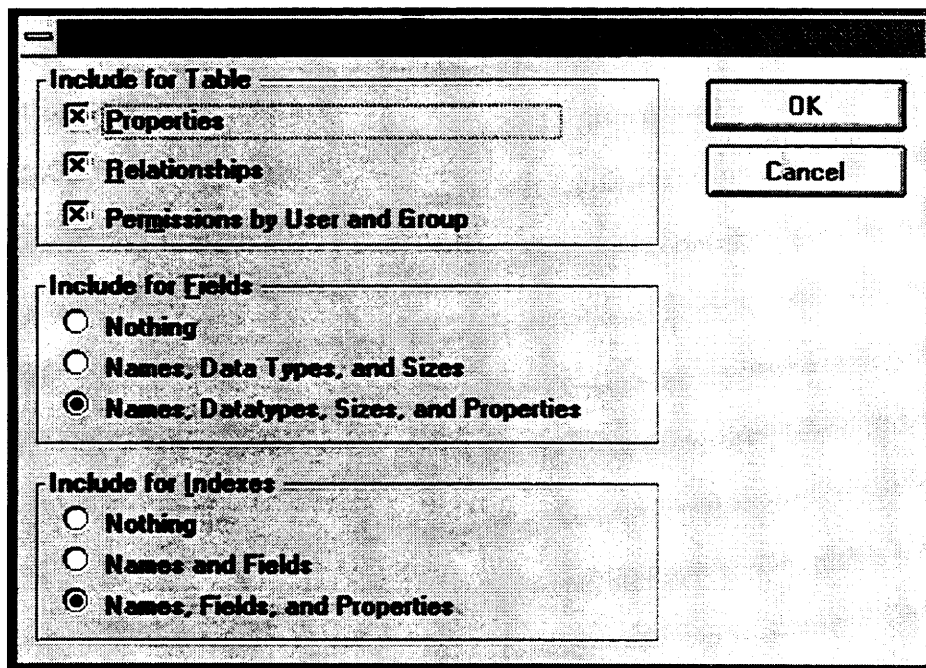 Include for Table
Properties
Relationships
Permissions by User and Group
OK
Cancel
Include for Fields
Nothing
Names, Data Types, and Sizes
Names, Datatypes, Sizes, and Properties
Include for Indexes
Nothing
Names and Fields
Names, Fields, and Properties